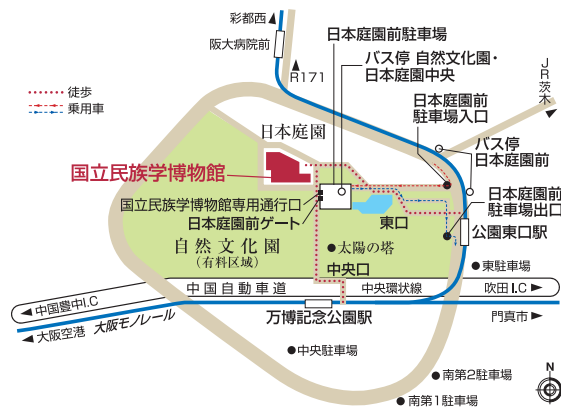 彩都西
阪大病院前
R171
日本庭園前駐車場
バス停 自然文化園・
日本庭園中央
JR茨木
徒歩
乗用車
日本庭園前
駐車場入口
日本庭園
バス停
日本庭園前
国立民族学博物館
国立民族学博物館専用通行口
日本庭園前ゲート
日本庭園前
駐車場出口
東口
公園東口駅
自然文化園
(有料区域)
太陽の塔
中央口
東駐車場
中国自動車道
中央環状線
吹田I.C
中国豊中I.C
大阪空港
大阪モノレール
万博記念公園駅
門真市
中央駐車場
南第2駐車場
南第1駐車場
N